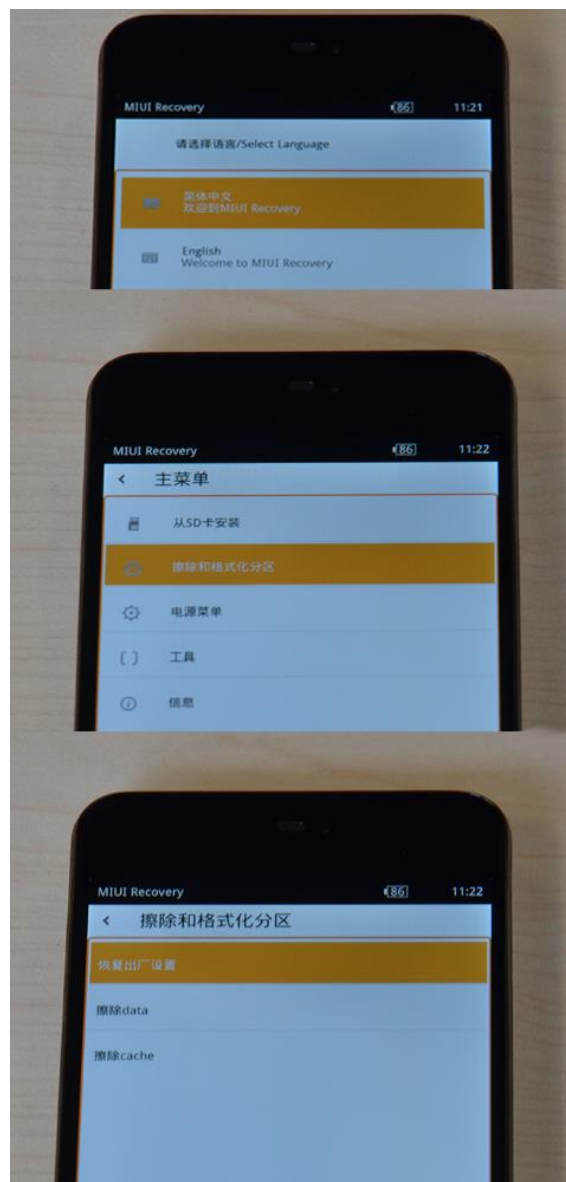 MIUI Recovery 86 11:21
请选择语言/Select Language
简体中文
欢迎到MIUI Recovery
English
Welcome to MIUI Recovery
MIUI Recovery 86 11:22
主菜单
从SD卡安装
擦除和格式化分区
电源菜单
工具
信息
MIUI Recovery 86 11:22
擦除和格式化分区
恢复出厂设置
擦除data
擦除cache